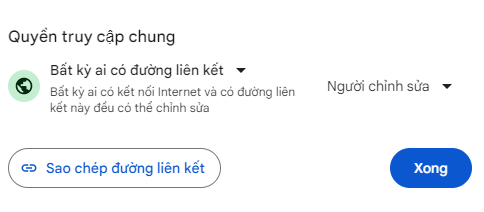 Quyền truy cập chung
Bất kỳ ai có đường liên kết
Bất kỳ ai có kết nối Internet và có đường liên
kết này đều có thể chỉnh sửa
Người chỉnh sửa
Sao chép đường liên kết
Xong